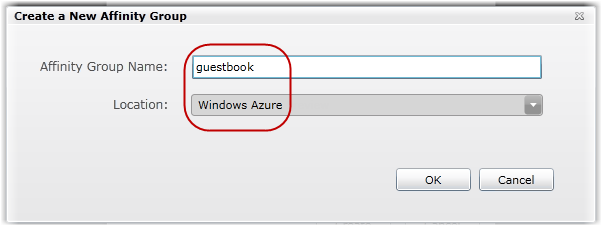 Create a New Affinity Group
Affinity Group Name: guestbook
Location: Windows Azure
OK Cancel